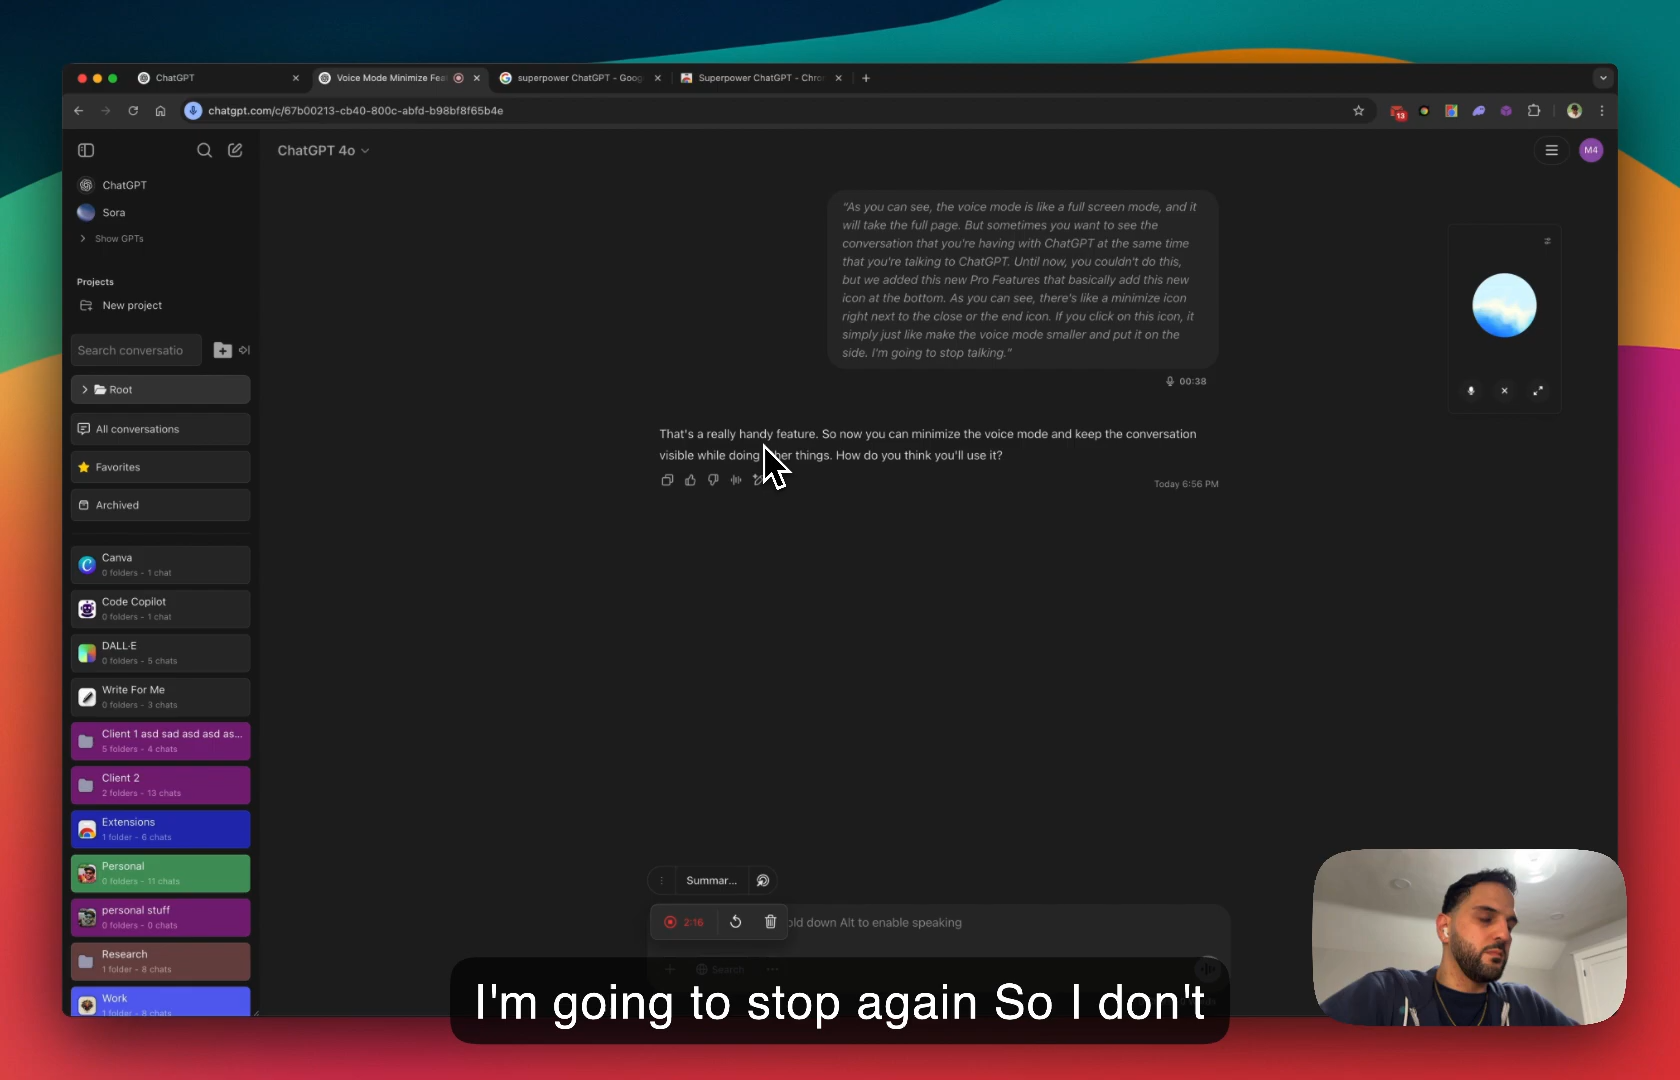 ChatGPT
Voice Mode Minimize Fea
superpower ChatGPT - Goog
Superpower ChatGPT - Chro
chatgpt.com/c/67b00213-cb40-800c-abfd-b98bf8f65b4e
13
ChatGPT 4o
M4
ChatGPT
Sora
Show GPTs
Projects
New project
Search conversatio
Root
All conversations
Favorites
Archived
Canva
0 folders - 1 chat
Code Copilot
0 folders - 1 chat
DALL·E
0 folders - 5 chats
Write For Me
0 folders - 3 chats
Client 1 asd sad asd asd as...
5 folders - 4 chats
Client 2
2 folders - 13 chats
Extensions
1 folder - 6 chats
Personal
0 folders - 11 chats
personal stuff
0 folders - 0 chats
Research
1 folder - 8 chats
Work
1 folder - 8 chats
"As you can see, the voice mode is like a full screen mode, and it
will take the full page. But sometimes you want to see the
conversation that you're having with ChatGPT at the same time
that you're talking to ChatGPT. Until now, you couldn't do this,
but we added this new Pro Features that basically add this new
icon at the bottom. As you can see, there's like a minimize icon
right next to the close or the end icon. If you click on this icon, it
simply just like make the voice mode smaller and put it on the
side. I'm going to stop talking."
00:38
That's a really handy feature. So now you can minimize the voice mode and keep the conversation
visible while doing her things. How do you think you'll use it?
Today 6:56 PM
Summar...
2:16
old down Alt to enable speaking
Search
I'm going to stop again So I don't